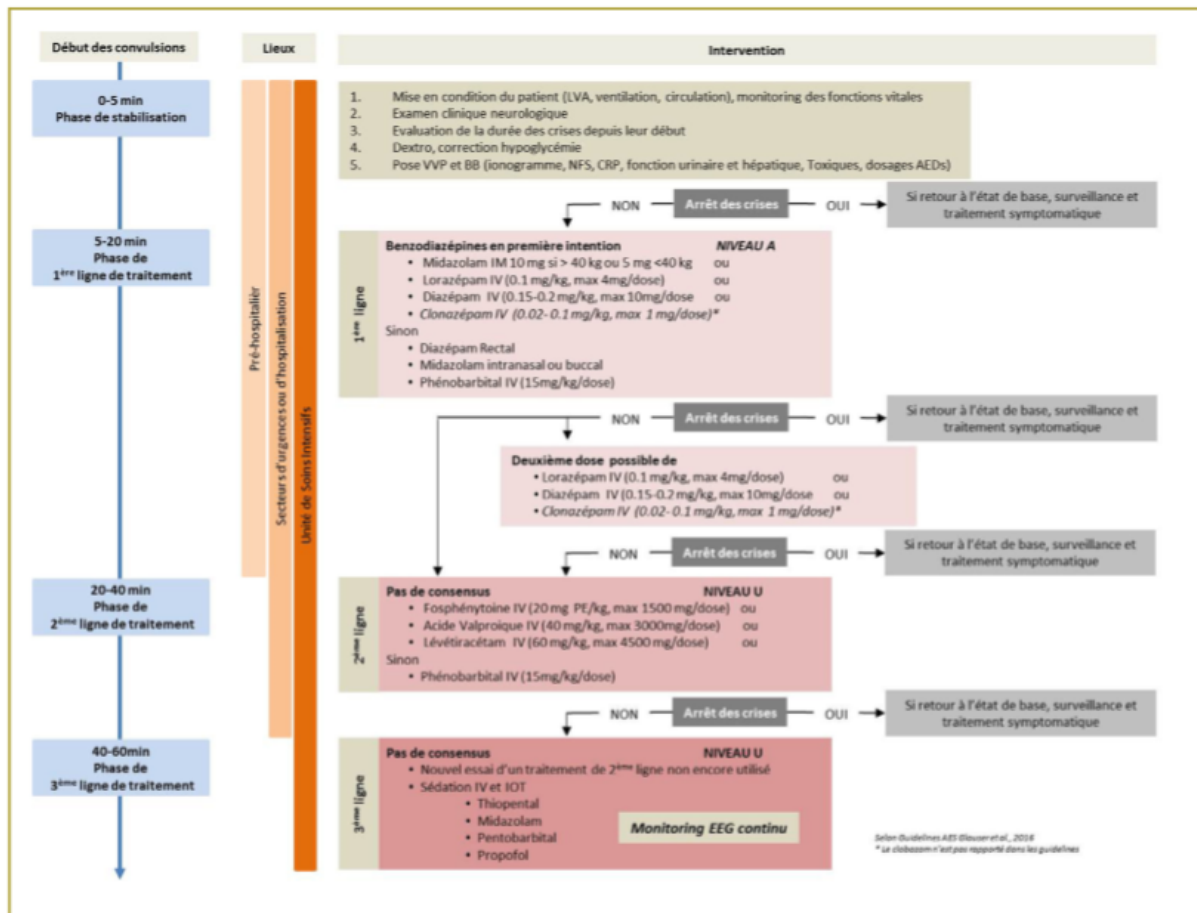 Début des convulsions
Lieux
Intervention
0-5 min
Phase de stabilisation
1. Mise en condition du patient (LVA, ventilation, circulation), monitoring des fonctions vitales
2. Examen clinique neurologique
3. Evaluation de la durée des crises depuis leur début
4. Dextro, correction hypoglycémie
5. Pose VVP et BB (ionogramme, NFS, CRP, fonction urinaire et hépatique, Toxiques, dosages AEDs)
NON
Arrêt des crises
OUI
Si retour à l'état de base, surveillance et
traitement symptomatique
5-20 min
Phase de
1ère ligne de traitement
Pré-hospitalièr
Secteurs d'urgences ou d'hospitalisation
Unité de Soins Intensifs
1ère ligne
Benzodiazépines en première intention NIVEAU A
• Midazolam IM 10 mg si > 40 kg ou 5 mg <40 kg ou
• Lorazépam IV (0.1 mg/kg, max 4mg/dose) ou
• Diazépam IV (0.15-0.2 mg/kg, max 10mg/dose ou
• Clonazépam IV (0.02- 0.1 mg/kg, max 1 mg/dose)*
Sinon
• Diazépam Rectal
• Midazolam intranasal ou buccal
• Phénobarbital IV (15mg/kg/dose)
NON
Arrêt des crises
OUI
Si retour à l'état de base, surveillance et
traitement symptomatique
Deuxième dose possible de
• Lorazépam IV (0.1 mg/kg, max 4mg/dose) ou
• Diazépam IV (0.15-0.2 mg/kg, max 10mg/dose ou
• Clonazépam IV (0.02- 0.1 mg/kg, max 1 mg/dose)*
NON
Arrêt des crises
OUI
Si retour à l'état de base, surveillance et
traitement symptomatique
20-40 min
Phase de
2ème ligne de traitement
2ème ligne
Pas de consensus NIVEAU U
• Fosphénytoine IV (20 mg PE/kg, max 1500 mg/dose) ou
• Acide Valproique IV (40 mg/kg, max 3000mg/dose) ou
• Lévétiracétam IV (60 mg/kg, max 4500 mg/dose) ou
Sinon
• Phénobarbital IV (15mg/kg/dose)
NON
Arrêt des crises
OUI
Si retour à l'état de base, surveillance et
traitement symptomatique
40-60min
Phase de
3ème ligne de traitement
3ème ligne
Pas de consensus NIVEAU U
• Nouvel essai d'un traitement de 2ème ligne non encore utilisé
• Sédation IV et IOT
• Thiopental
• Midazolam
• Pentobarbital
• Propofol
Monitoring EEG continu
Selon Guidelines AES Glauser et al., 2016
* Le clobazam n'est pas rapporté dans les guidelines